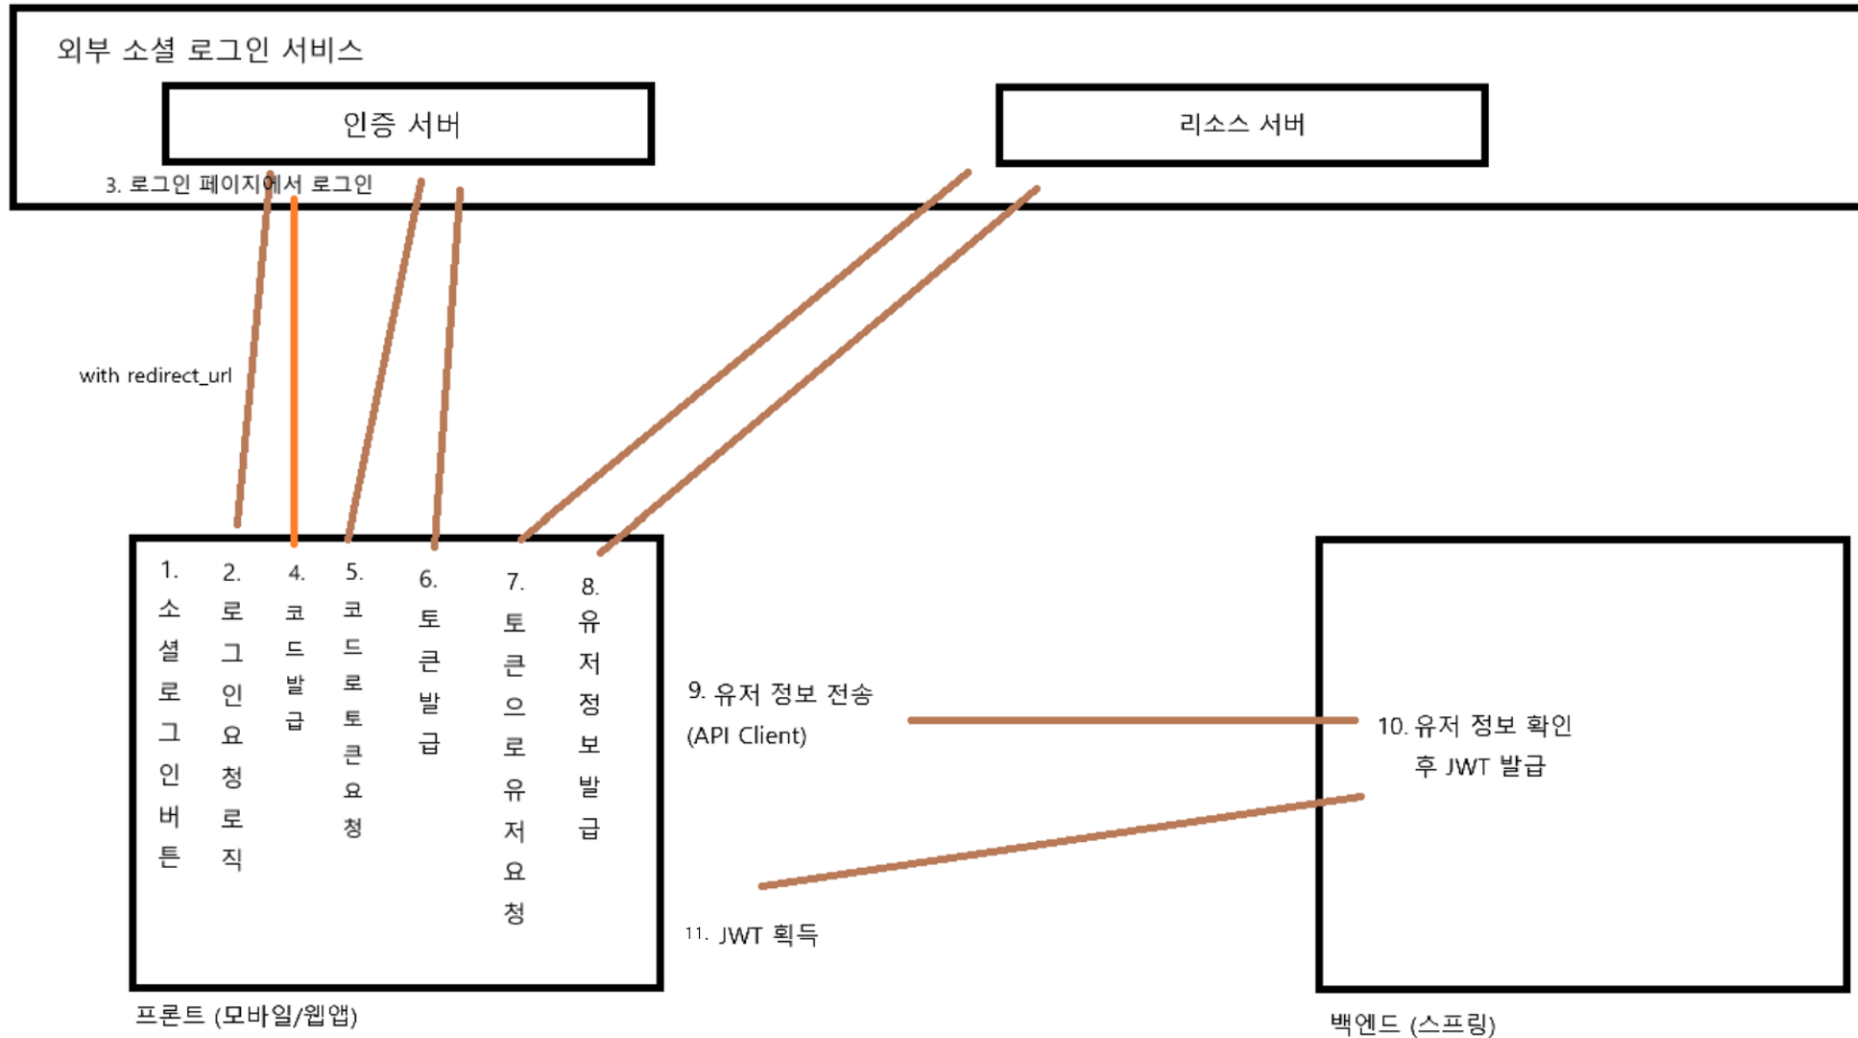 외부 소셜 로그인 서비스
인증 서버
리소스 서버
3. 로그인 페이지에서 로그인
with redirect_url
1. 소셜로그인버튼
2. 로그인요청로직
4. 코드발급
5. 코드로토큰요청
6. 토큰발급
7. 토큰으로유저요청
8. 유저정보발급
9. 유저 정보 전송
(API Client)
10. 유저 정보 확인
후 JWT 발급
11. JWT 획득
프론트 (모바일/웹앱)
백엔드 (스프링)